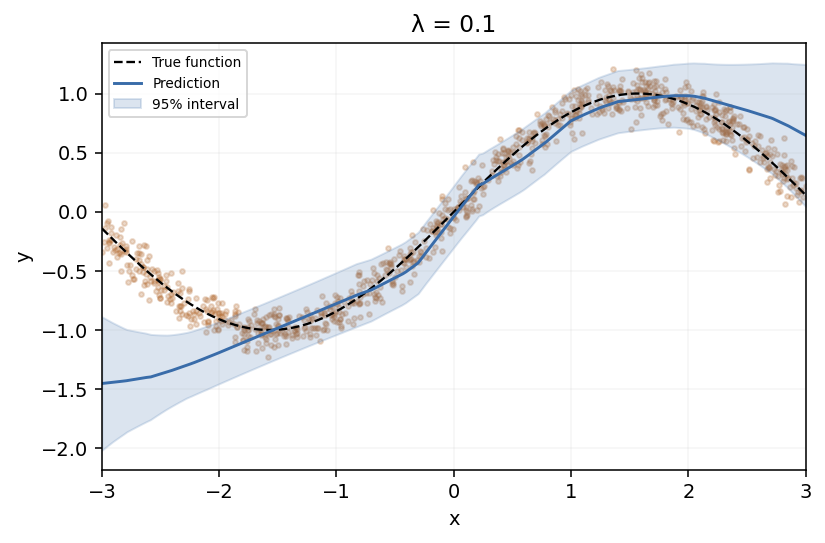 λ = 0.1
True function
Prediction
95% interval
1.0
0.5
0.0
−0.5
−1.0
−1.5
−2.0
y
−3
−2
−1
0
1
2
3
x